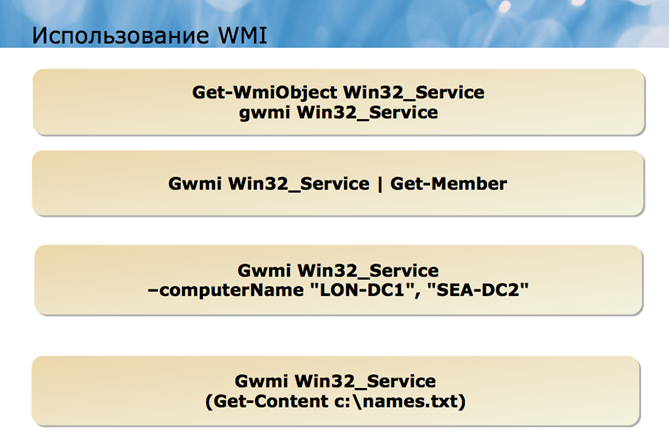 Использование WMI
Get-WmiObject Win32_Service
gwmi Win32_Service
Gwmi Win32_Service | Get-Member
Gwmi Win32_Service
–computerName "LON-DC1", "SEA-DC2"
Gwmi Win32_Service
(Get-Content c:\names.txt)